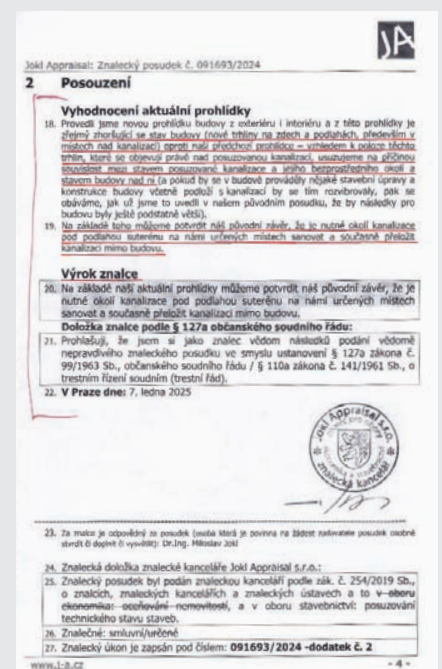 JA
Jokl Appraisal: Znalecký posudek č. 091693/2024
2 Posouzení
Vyhodnocení aktuální prohlídky
18. Provedli jsme novou prohlídku budovy z exteriéru i interiéru a z této prohlídky je
zřejmý zhoršující se stav budovy (nové trhliny na zdech a podlahách, především v
místech nad kanalizací) oproti naší předchozí prohlídce – vzhledem k poloze těchto
trhlin, které se objevují právě nad posuzovanou kanalizací, usuzujeme na příčinou
souvislost mezi stavem posuzované kanalizace a jejího bezprostředního okolí a
stavem budovy nad ní (a pokud by se v budově prováděly nějaké stavební úpravy a
konstrukce budovy včetně podloží s kanalizací by se tím rozvibrovaly, pak se
obáváme, jak už jsme to uvedli v našem původním posudku, že by následky pro
budovu byly ještě podstatně větší).
19. Na základě toho můžeme potvrdit náš původní závěr, že je nutné okolí kanalizace
pod podlahou suterénu na námi určených místech sanovat a současně přeložit
kanalizaci mimo budovu.
Výrok znalce
20. Na základě naší aktuální prohlídky můžeme potvrdit náš původní závěr, že je
nutné okolí kanalizace pod podlahou suterénu na námi určených místech
sanovat a současně přeložit kanalizaci mimo budovu.
Doložka znalce podle § 127a občanského soudního řádu:
21. Prohlašuji, že jsem si jako znalec vědom následků podání vědomě
nepravdivého znaleckého posudku ve smyslu ustanovení § 127a zákona č.
99/1963 Sb., občanského soudního řádu / § 110a zákona č. 141/1961 Sb., o
trestním řízení soudním (trestní řád).
22. V Praze dne: 7. ledna 2025
Jokl Appraisal s.r.o.
znalecká kancelář
23. Za znalce je odpovědný za posudek (osoba která je povinna na žádost zadavatele posudek osobně
stvrdit či doplnit či vysvětlit): Dr.Ing. Miloslav Jokl
24. Znalecká doložka znalecké kanceláře Jokl Appraisal s.r.o.:
25. Znalecký posudek byl podán znaleckou kanceláří podle zák. č. 254/2019 Sb.,
o znalcích, znaleckých kancelářích a znaleckých ústavech a to v oboru
ekonomika: oceňování nemovitostí, a v oboru stavebnictví: posuzování
technického stavu staveb.
26. Znalečné: smluvní/určené
27. Znalecký úkon je zapsán pod číslem: 091693/2024 -dodatek č. 2
www.j-a.cz - 4 -